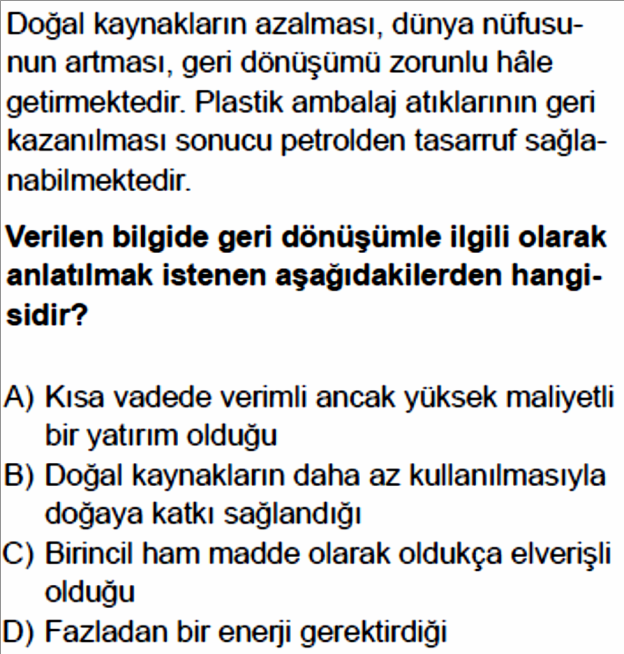 Doğal kaynakların azalması, dünya nüfusu-
nun artması, geri dönüşümü zorunlu hâle
getirmektedir. Plastik ambalaj atıklarının geri
kazanılması sonucu petrolden tasarruf sağla-
nabilmektedir.
Verilen bilgide geri dönüşümle ilgili olarak
anlatılmak istenen aşağıdakilerden hangi-
sidir?
A) Kısa vadede verimli ancak yüksek maliyetli
bir yatırım olduğu
B) Doğal kaynakların daha az kullanılmasıyla
doğaya katkı sağlandığı
C) Birincil ham madde olarak oldukça elverişli
olduğu
D) Fazladan bir enerji gerektirdiği